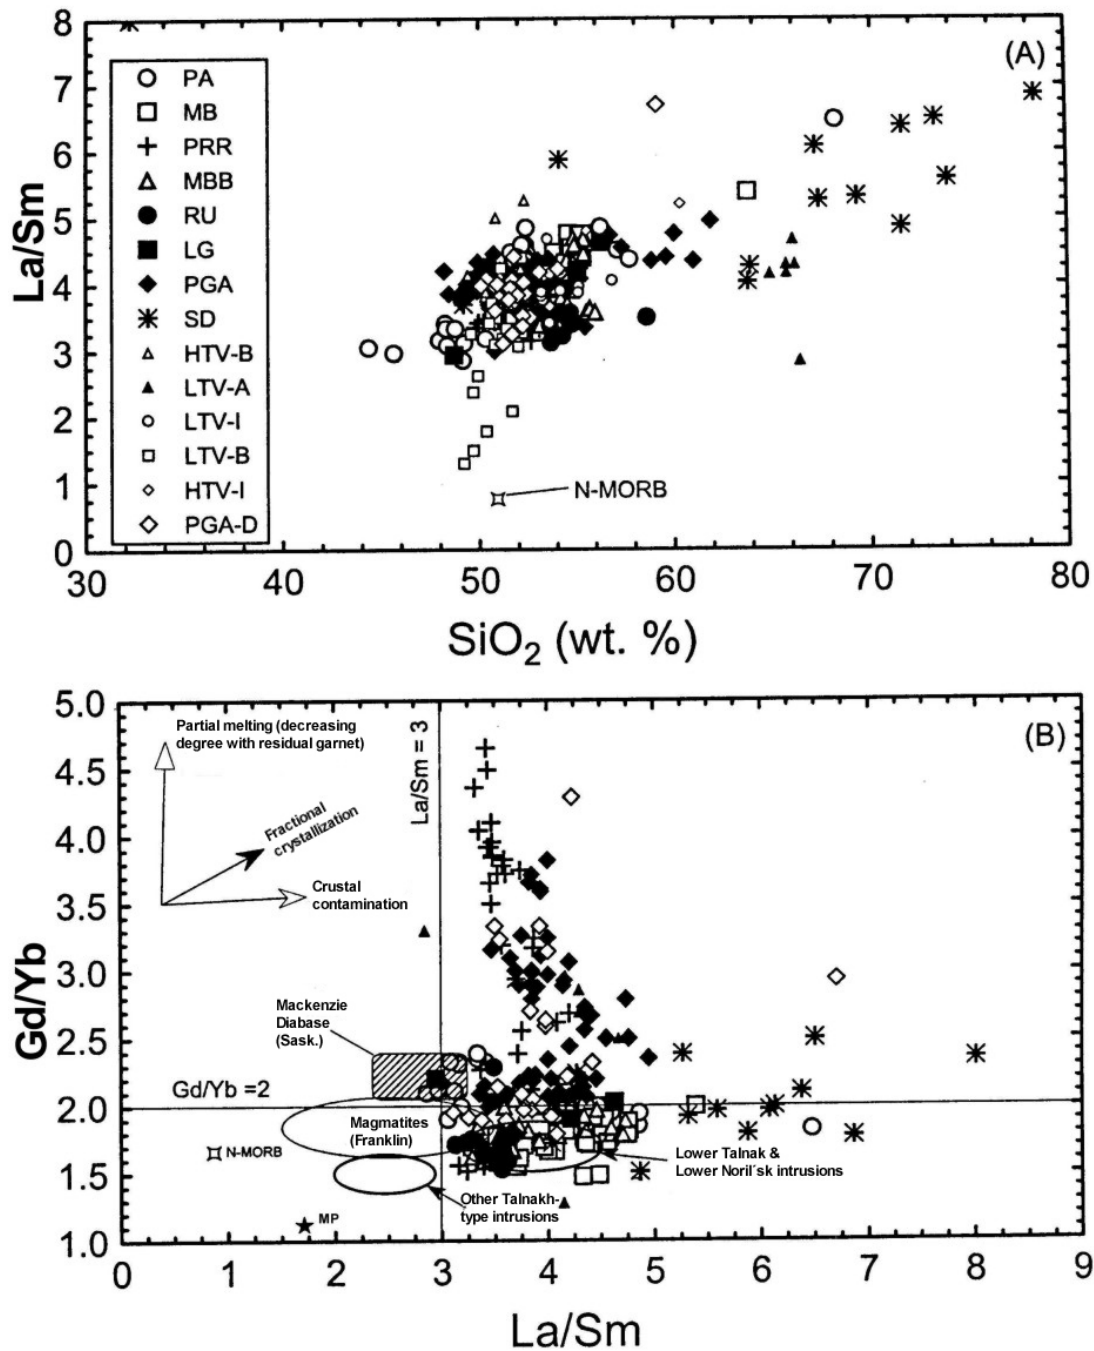 8
7
6
5
4
3
2
1
0
La/Sm
(A)
PA
MB
PRR
MBB
RU
LG
PGA
SD
HTV-B
LTV-A
LTV-I
LTV-B
HTV-I
PGA-D
N-MORB
30
40
50
60
70
80
SiO₂ (wt. %)
5.0
4.5
4.0
3.5
3.0
2.5
2.0
1.5
1.0
Gd/Yb
(B)
Partial melting (decreasing
degree with residual garnet)
Fractional
crystallization
Crustal
contamination
La/Sm = 3
Mackenzie
Diabase
(Sask.)
Gd/Yb =2
Magmatites
(Franklin)
N-MORB
MP
Lower Talnak &
Lower Noril´sk intrusions
Other Talnakh-
type intrusions
0
1
2
3
4
5
6
7
8
9
La/Sm